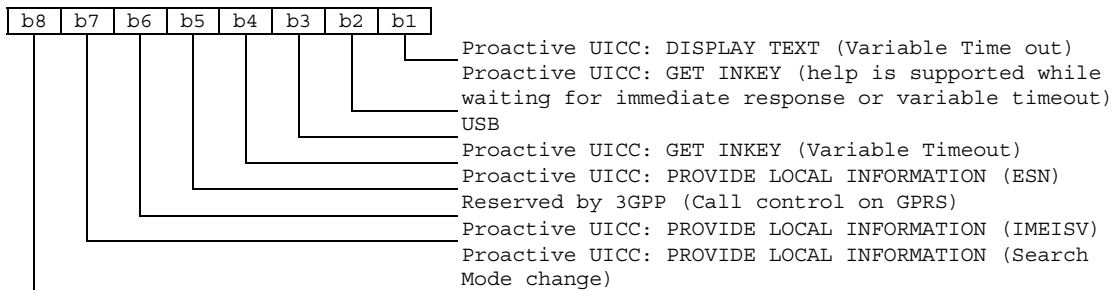 b8 b7 b6 b5 b4 b3 b2 b1
Proactive UICC: DISPLAY TEXT (Variable Time out)
Proactive UICC: GET INKEY (help is supported while
waiting for immediate response or variable timeout)
USB
Proactive UICC: GET INKEY (Variable Timeout)
Proactive UICC: PROVIDE LOCAL INFORMATION (ESN)
Reserved by 3GPP (Call control on GPRS)
Proactive UICC: PROVIDE LOCAL INFORMATION (IMEISV)
Proactive UICC: PROVIDE LOCAL INFORMATION (Search
Mode change)